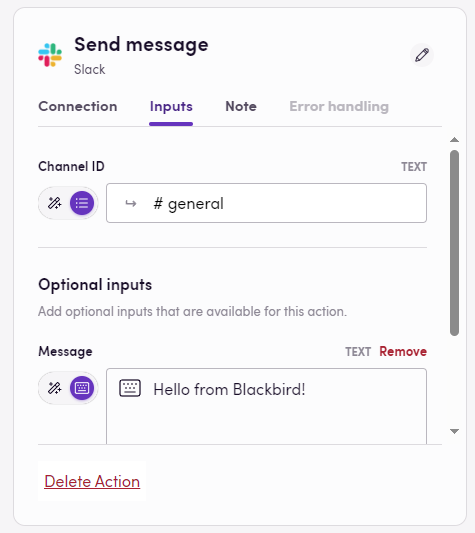 Send message
Slack
Connection Inputs Note Error handling
Channel ID TEXT
# general
Optional inputs
Add optional inputs that are available for this action.
Message TEXT Remove
Hello from Blackbird!
Delete Action